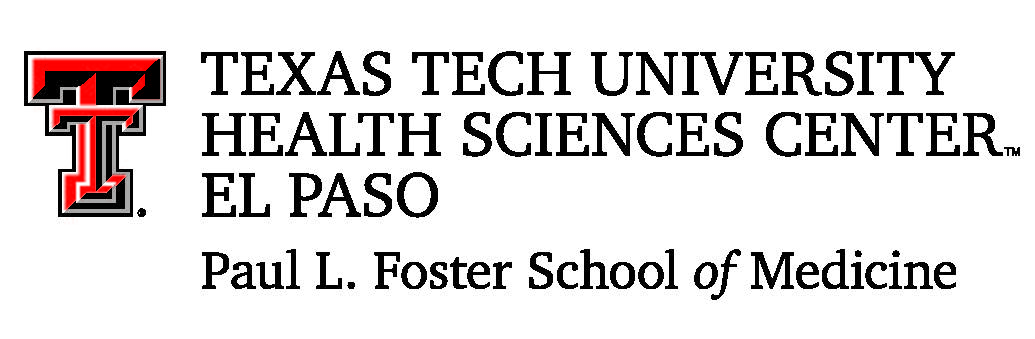 TEXAS TECH UNIVERSITY
HEALTH SCIENCES CENTER™
EL PASO
Paul L. Foster School of Medicine